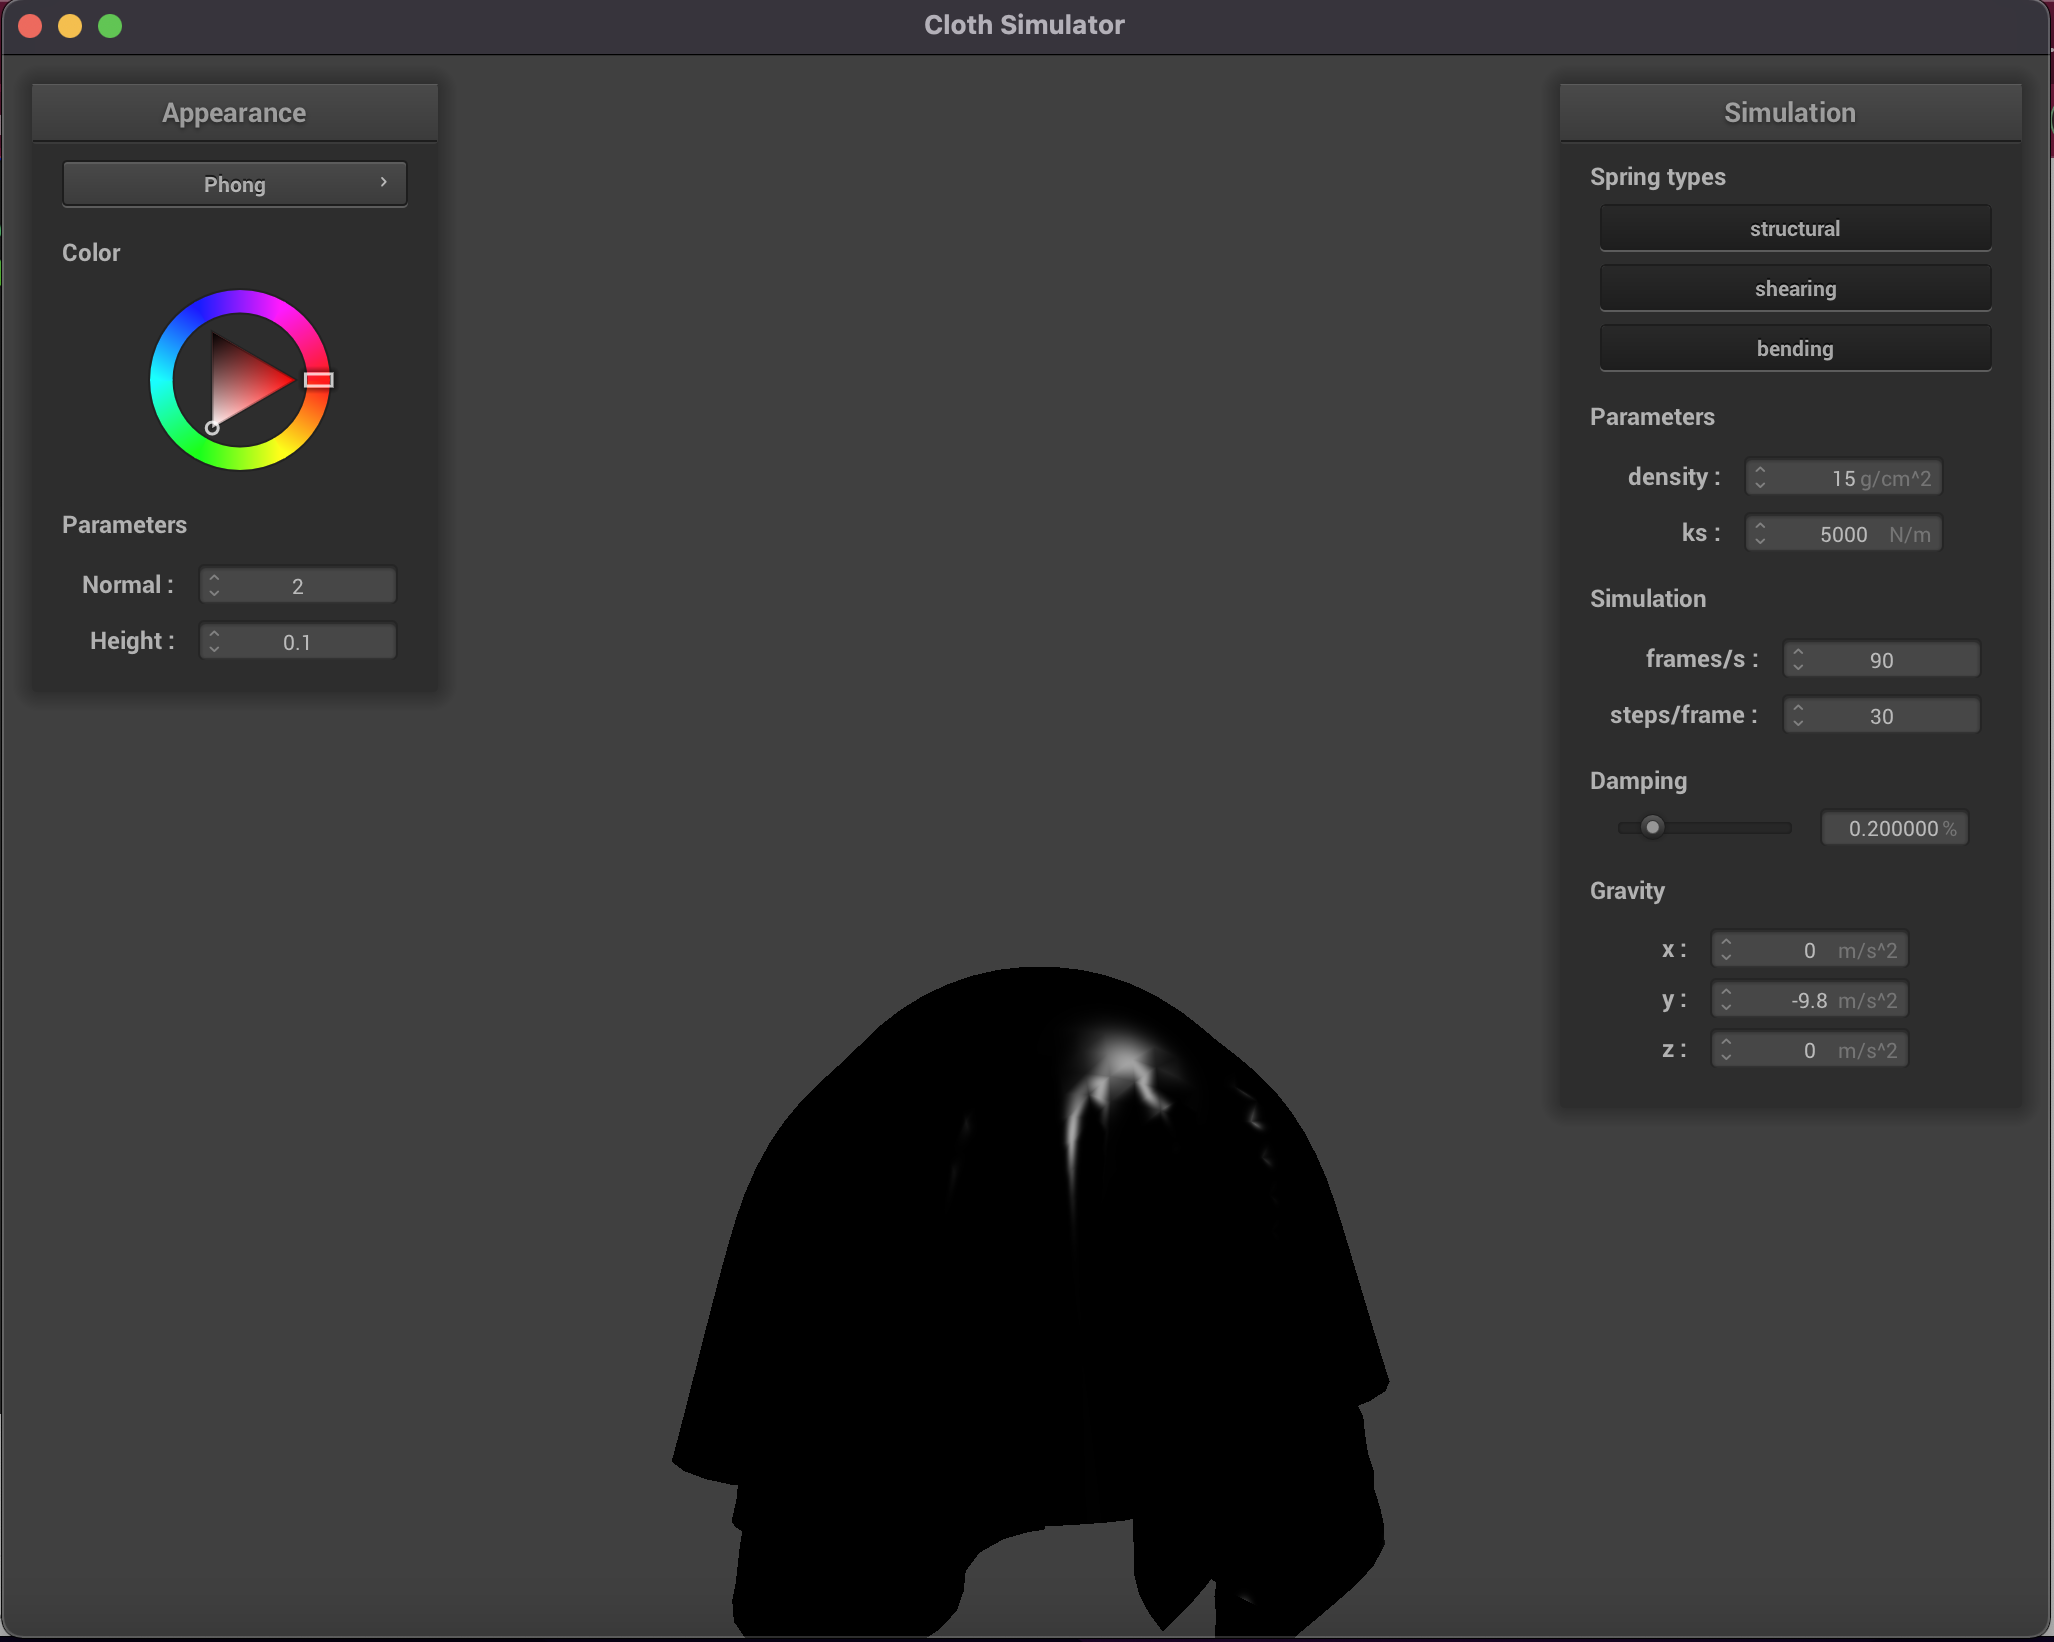 Cloth Simulator
Appearance
Phong
Color
Parameters
Normal : 2
Height : 0.1
Simulation
Spring types
structural
shearing
bending
Parameters
density : 15 g/cm^2
ks : 5000 N/m
Simulation
frames/s : 90
steps/frame : 30
Damping
0.200000 %
Gravity
x : 0 m/s^2
y : -9.8 m/s^2
z : 0 m/s^2